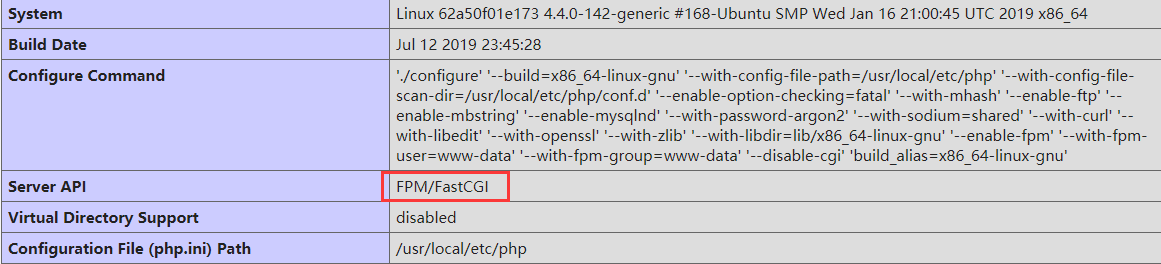 System Linux 62a50f01e173 4.4.0-142-generic #168-Ubuntu SMP Wed Jan 16 21:00:45 UTC 2019 x86_64
Build Date Jul 12 2019 23:45:28
Configure Command './configure' '--build=x86_64-linux-gnu' '--with-config-file-path=/usr/local/etc/php' '--with-config-file-
scan-dir=/usr/local/etc/php/conf.d' '--enable-option-checking=fatal' '--with-mhash' '--enable-ftp' '--
enable-mbstring' '--enable-mysqlnd' '--with-password-argon2' '--with-sodium=shared' '--with-curl' '--
with-libedit' '--with-openssl' '--with-zlib' '--with-libdir=lib/x86_64-linux-gnu' '--enable-fpm' '--with-fpm-
user=www-data' '--with-fpm-group=www-data' '--disable-cgi' 'build_alias=x86_64-linux-gnu'
Server API FPM/FastCGI
Virtual Directory Support disabled
Configuration File (php.ini) Path /usr/local/etc/php